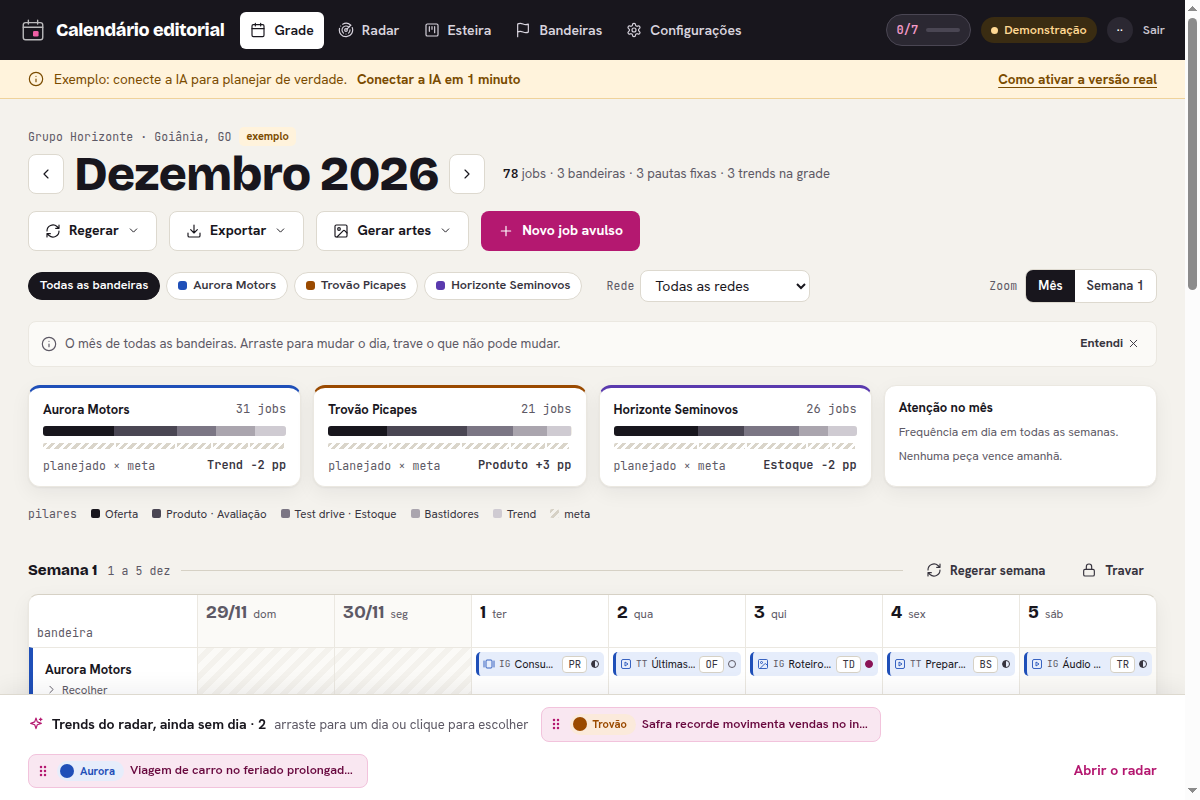 Calendário editorial
Grade
Radar
Esteira
Bandeiras
Configurações
0/7
Demonstração
Sair
Exemplo: conecte a IA para planejar de verdade. Conectar a IA em 1 minuto
Como ativar a versão real
Grupo Horizonte · Goiânia, GO exemplo
Dezembro 2026
78 jobs · 3 bandeiras · 3 pautas fixas · 3 trends na grade
Regerar
Exportar
Gerar artes
Novo job avulso
Todas as bandeiras
Aurora Motors
Trovão Picapes
Horizonte Seminovos
Rede
Todas as redes
Zoom
Mês
Semana 1
O mês de todas as bandeiras. Arraste para mudar o dia, trave o que não pode mudar.
Entendi
Aurora Motors 31 jobs
planejado × meta Trend -2 pp
Trovão Picapes 21 jobs
planejado × meta Produto +3 pp
Horizonte Seminovos 26 jobs
planejado × meta Estoque -2 pp
Atenção no mês
Frequência em dia em todas as semanas.
Nenhuma peça vence amanhã.
pilares Oferta Produto · Avaliação Test drive · Estoque Bastidores Trend meta
Semana 1 1 a 5 dez
Regerar semana
Travar
bandeira
29/11 dom
30/11 seg
1 ter
2 qua
3 qui
4 sex
5 sáb
Aurora Motors
Recolher
IG Consu... PR
TT Últimas... OF
IG Roteiro... TD
TT Prepar... BS
IG Áudio ... TR
Trends do radar, ainda sem dia · 2 arraste para um dia ou clique para escolher
Trovão Safra recorde movimenta vendas no in...
Aurora Viagem de carro no feriado prolongad...
Abrir o radar